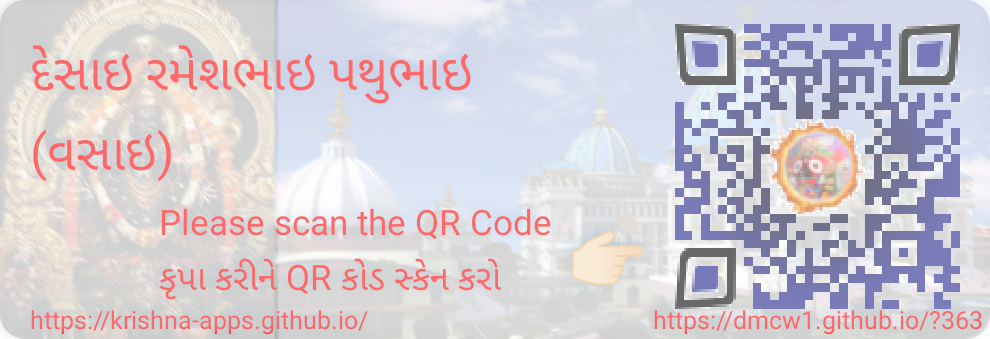 દેસાઇ રમેશભાઇ પથુભાઇ
(વસાઇ)
Please scan the QR Code
કૃપા કરીને QR કોડ સ્કેન કરો
https://krishna-apps.github.io/
https://dmcw1.github.io/?363